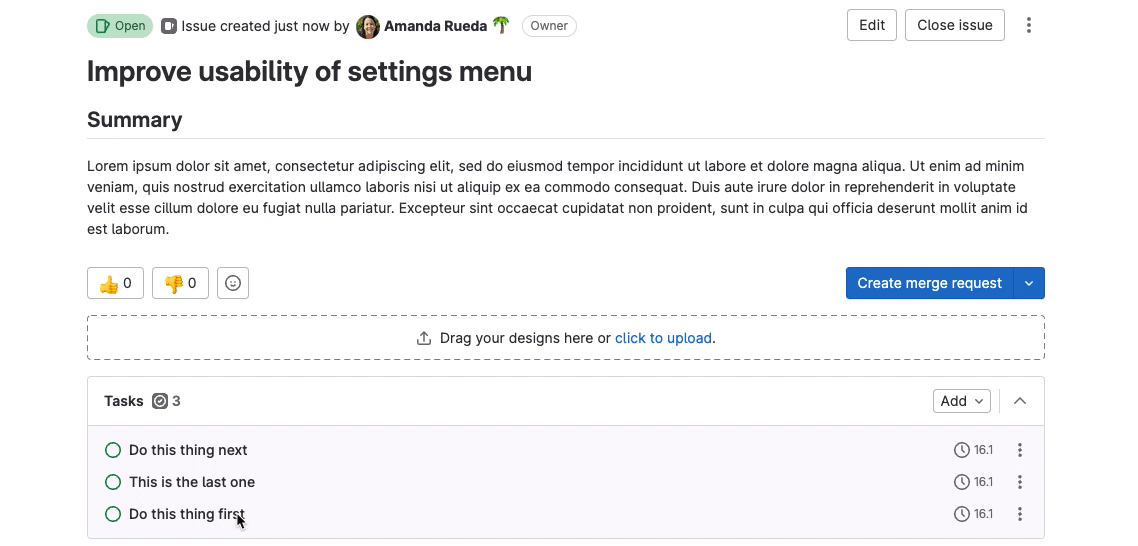 Open Issue created just now by Amanda Rueda 🌴 Owner Edit Close issue
Improve usability of settings menu
Summary
Lorem ipsum dolor sit amet, consectetur adipiscing elit, sed do eiusmod tempor incididunt ut labore et dolore magna aliqua. Ut enim ad minim
veniam, quis nostrud exercitation ullamco laboris nisi ut aliquip ex ea commodo consequat. Duis aute irure dolor in reprehenderit in voluptate
velit esse cillum dolore eu fugiat nulla pariatur. Excepteur sint occaecat cupidatat non proident, sunt in culpa qui officia deserunt mollit anim id
est laborum.
👍 0 👎 0 Create merge request
Drag your designs here or click to upload.
Tasks 3 Add
Do this thing next 16.1
This is the last one 16.1
Do this thing first 16.1